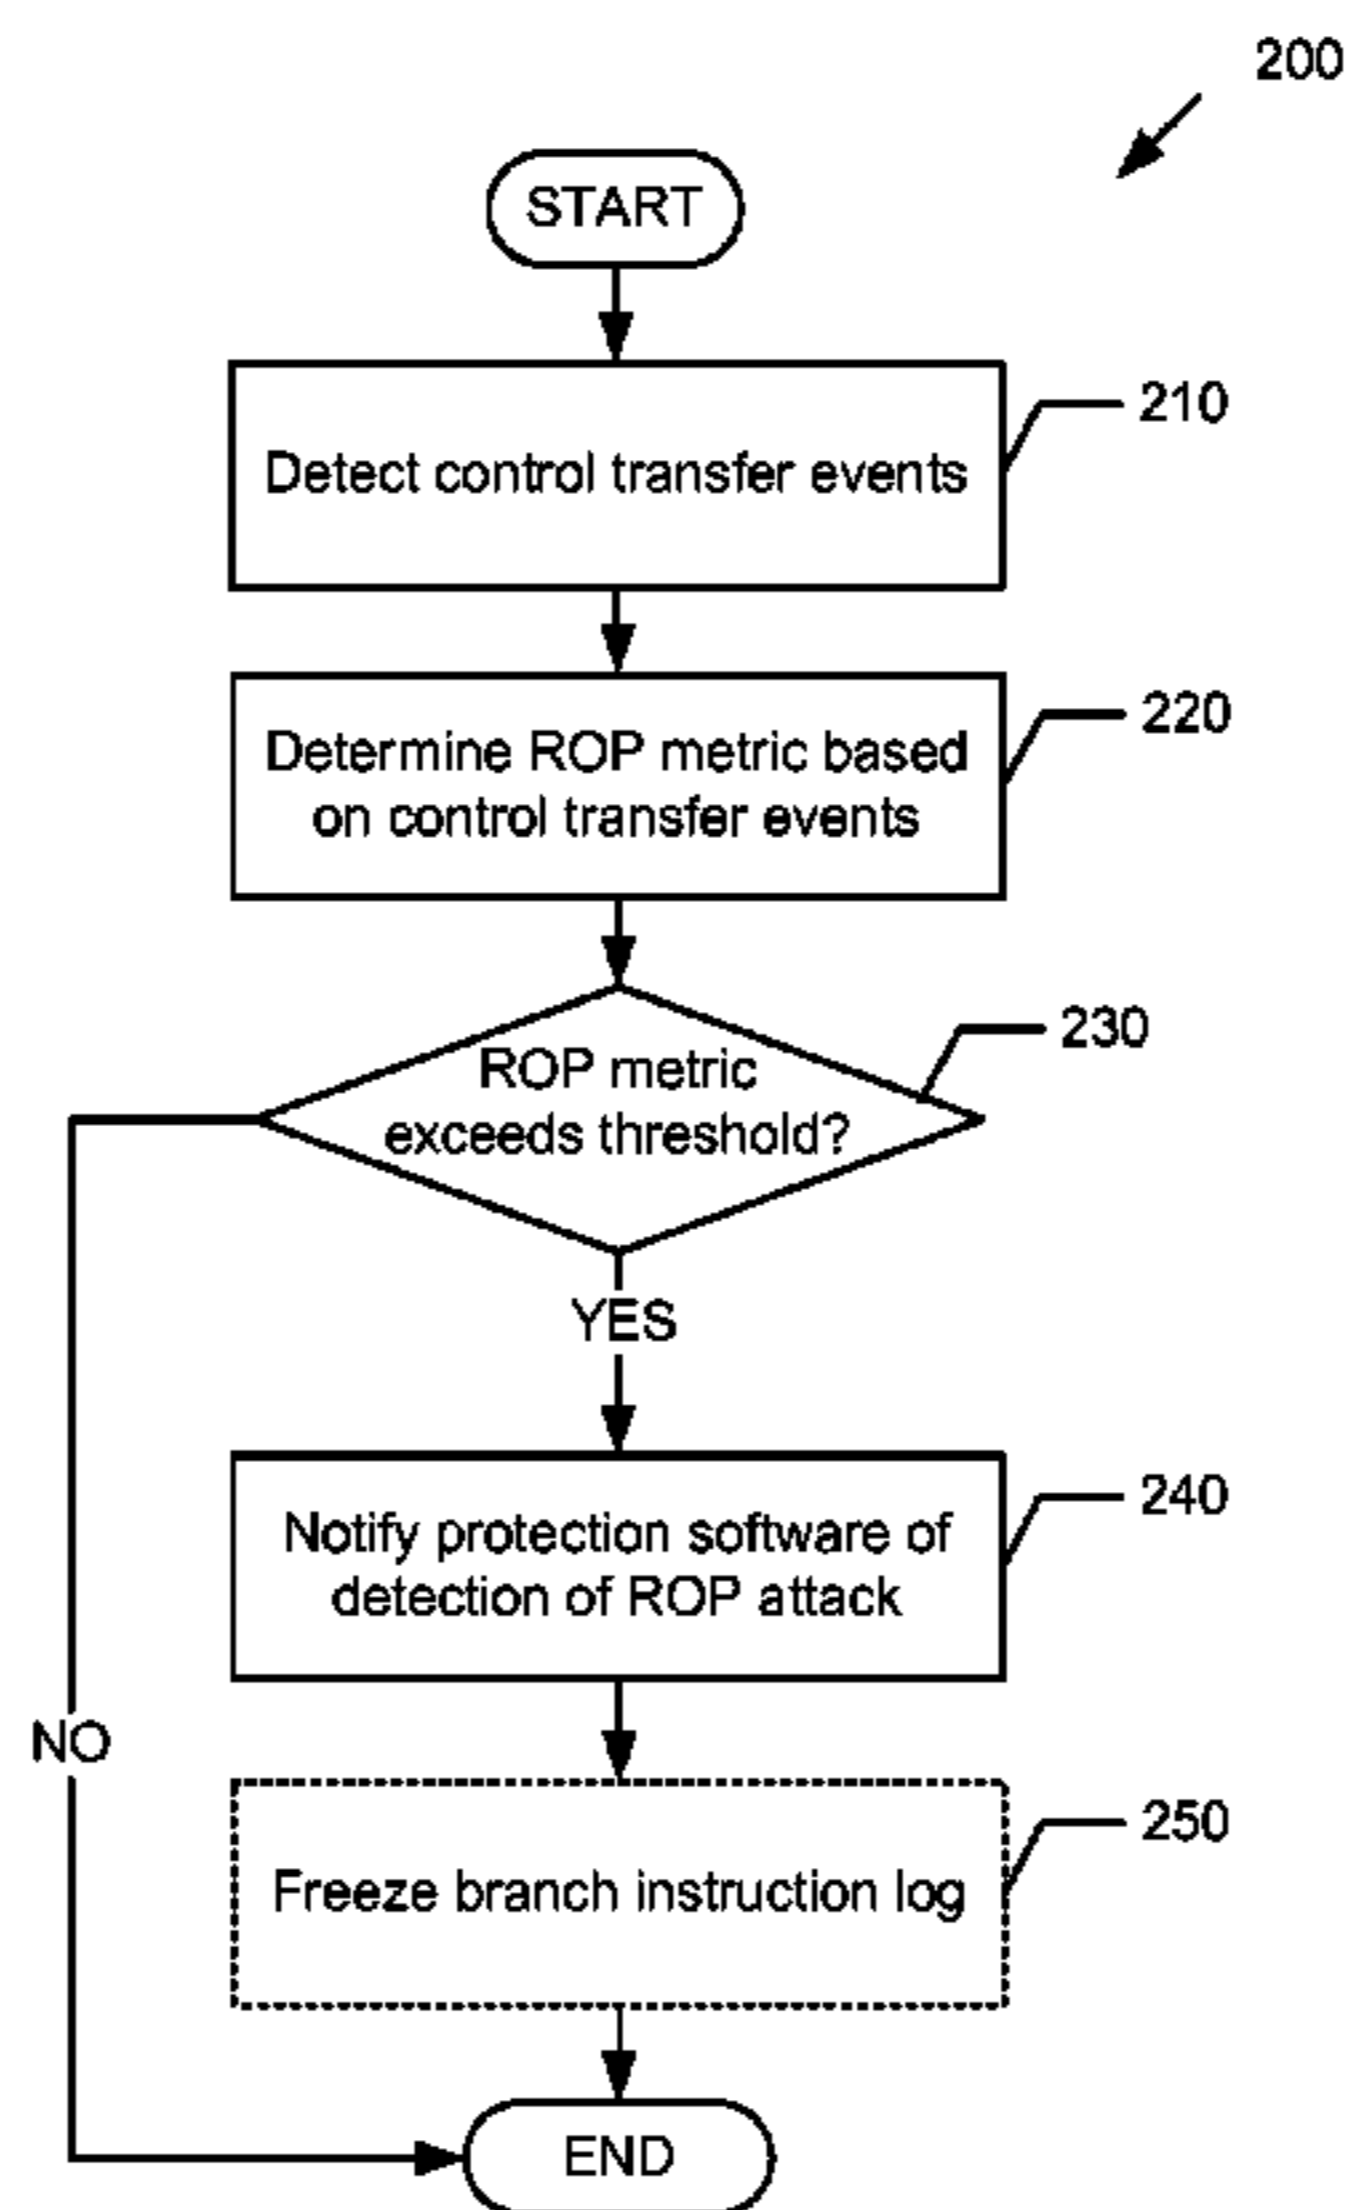 200
START
Detect control transfer events
210
Determine ROP metric based
on control transfer events
220
ROP metric
exceeds threshold?
230
YES
Notify protection software of
detection of ROP attack
240
NO
Freeze branch instruction log
250
END